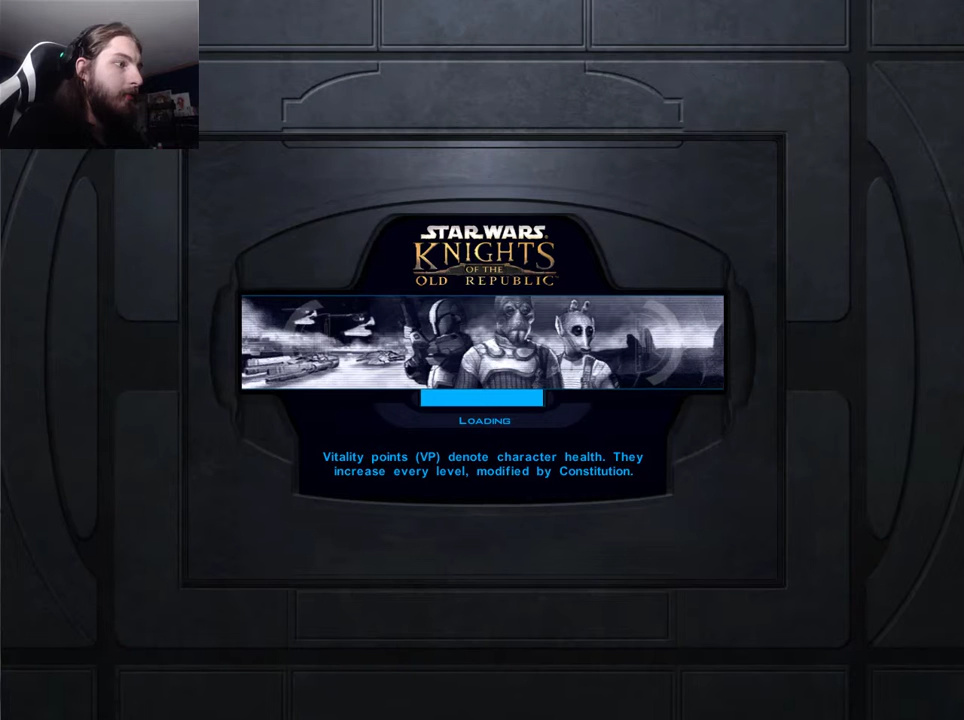 STAR WARS
KNIGHTS
OF THE
OLD REPUBLIC
LOADING
Vitality points (VP) denote character health. They
increase every level, modified by Constitution.